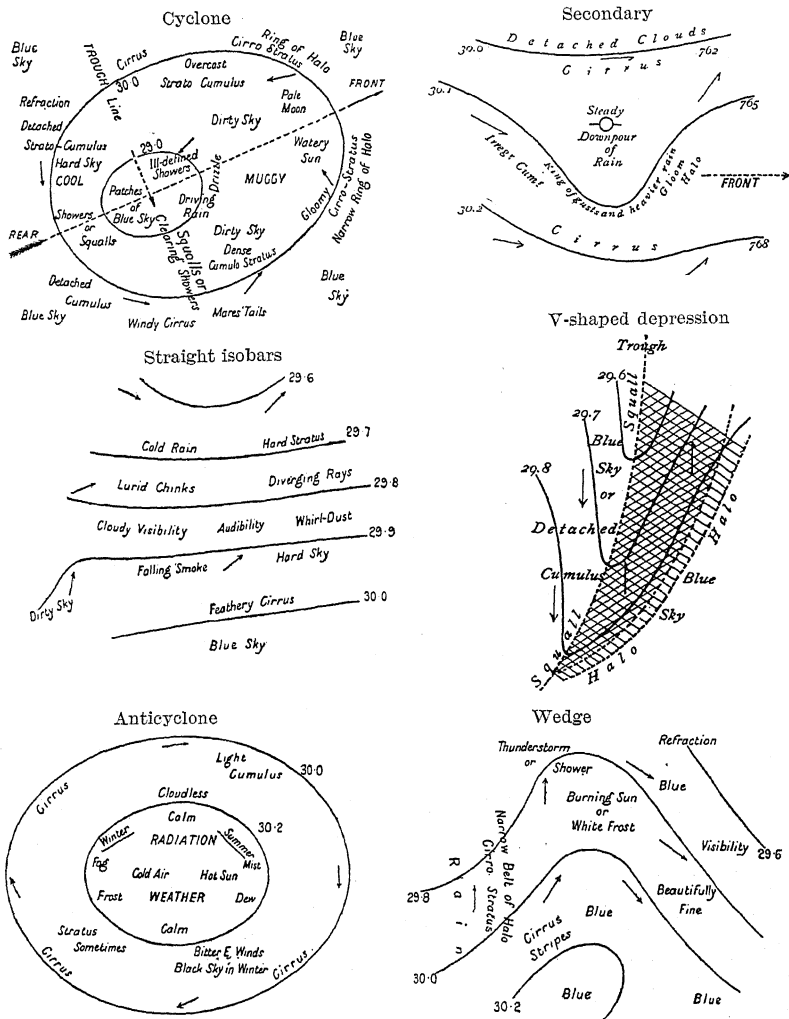 Cyclone
Blue
Sky
TROUGH
Line
Cirrus
30.0
Overcast
Strato Cumulus
Ring of Halo
Cirro Stratus
Blue
Sky
FRONT
Refraction
Detached
Strato-Cumulus
Hard Sky
COOL
Pale
Moon
Dirty Sky
29.0
Ill-defined
Showers
Watery
Sun
MUGGY
Patches
of
Blue Sky
Driving
Rain
Drizzle
Gloomy
Cirro-Stratus
Narrow Ring of Halo
REAR
Showers
or
Squalls
Squalls or
Clearing Showers
Dirty Sky
Dense
Cumulo Stratus
Detached
Cumulus
Blue Sky
Windy Cirrus
Mares' Tails
Blue
Sky
Secondary
30.0
Detached Clouds
762
Cirrus
30.1
765
Steady
Downpour
of
Rain
Irregr Cums
Ring of gusts and heavier rain
Gloom
Halo
FRONT
30.2
Cirrus
768
Straight isobars
29.6
Cold Rain
Hard Stratus
29.7
Lurid Chinks
Diverging Rays
29.8
Cloudy Visibility
Audibility
Whirl-Dust
29.9
Falling Smoke
Hard Sky
Dirty Sky
Feathery Cirrus
30.0
Blue Sky
V-shaped depression
Trough
29.6
Squall
29.7
Blue
Sky
or
29.8
Detached
Cumulus
Halo
Blue
Sky
Squall
Halo
Anticyclone
Light
Cumulus
30.0
Cirrus
Cloudless
Calm
30.2
Winter
RADIATION
Summer
Fog
Cold Air
Hot Sun
Mist
Frost
WEATHER
Dew
Calm
Stratus
Sometimes
Bitter E. Winds
Black Sky in Winter
Cirrus
Cirrus
Wedge
Thunderstorm
or
Shower
Refraction
Blue
Burning Sun
or
White Frost
Narrow Belt of Halo
Cirro Stratus
Rain
Visibility
29.6
29.8
Beautifully
Fine
Cirrus
Stripes
Blue
30.0
30.2
Blue
Blue